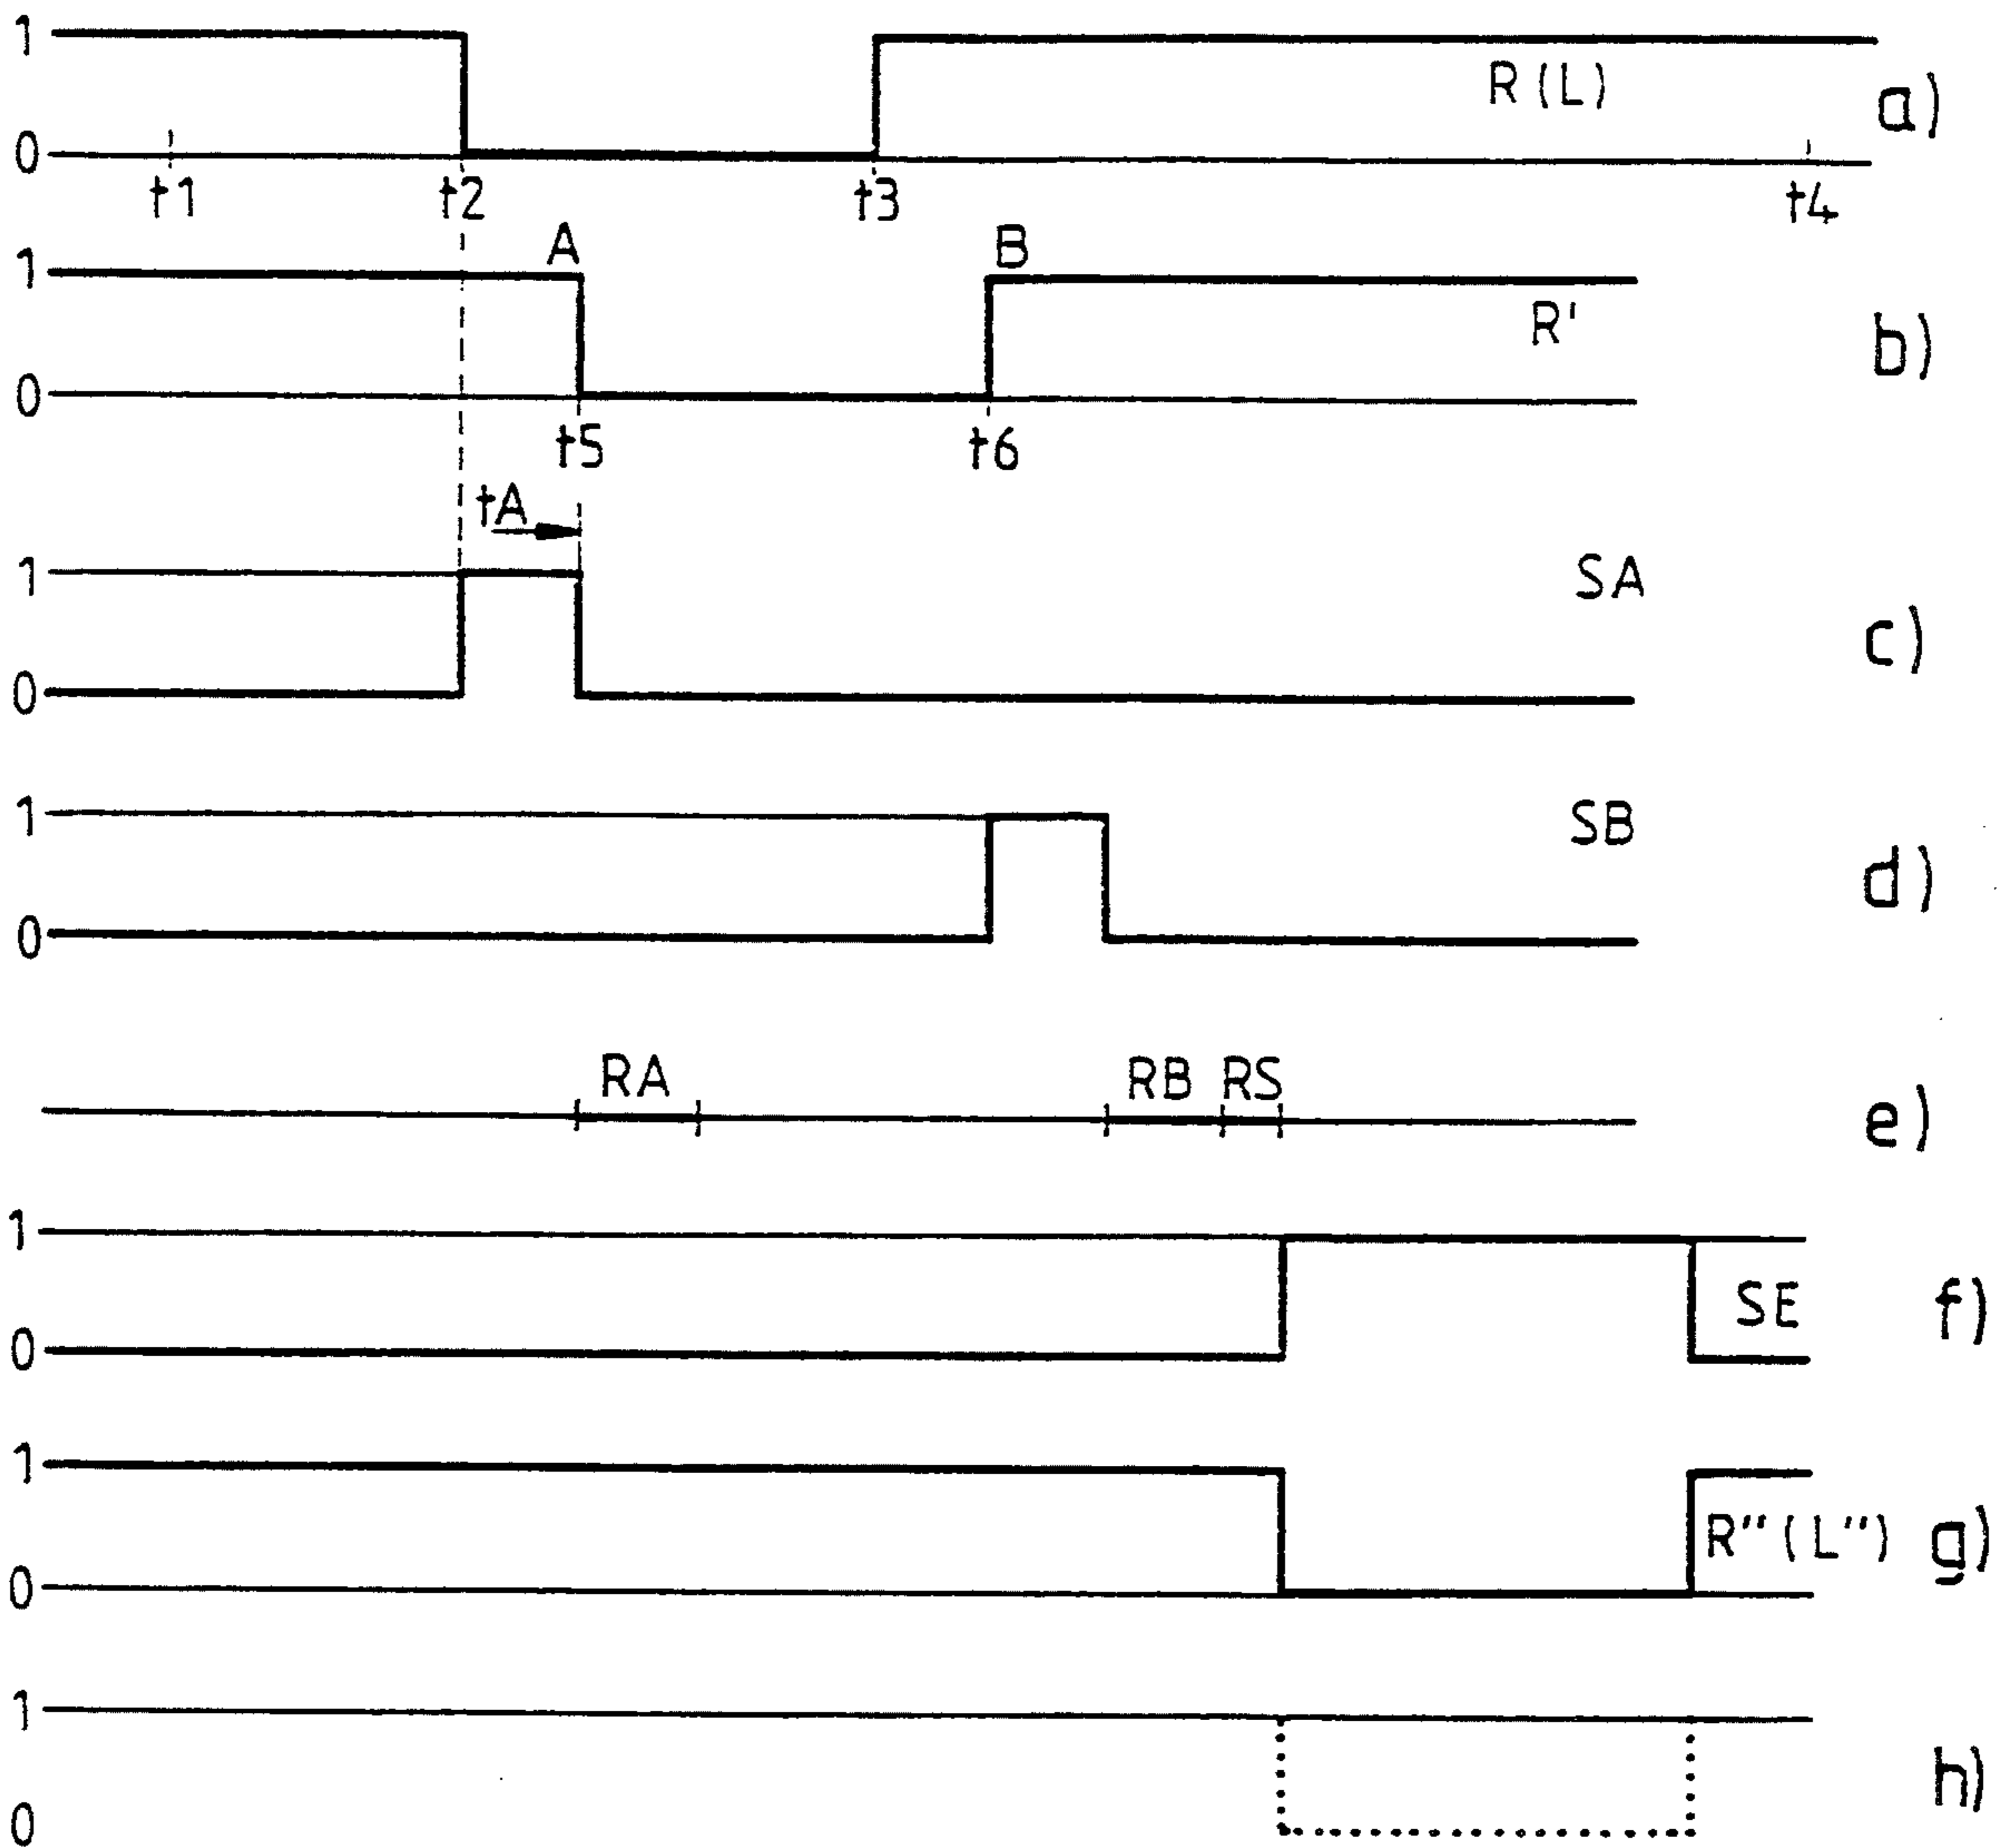 1
R (L)
a)
0
t1 t2 t3 t4
A B
1
R'
b)
0
t5 t6
tA
1
SA
c)
0
1
SB
d)
0
RA RB RS
e)
1
SE
f)
0
1
R" (L")
g)
0
1
h)
0